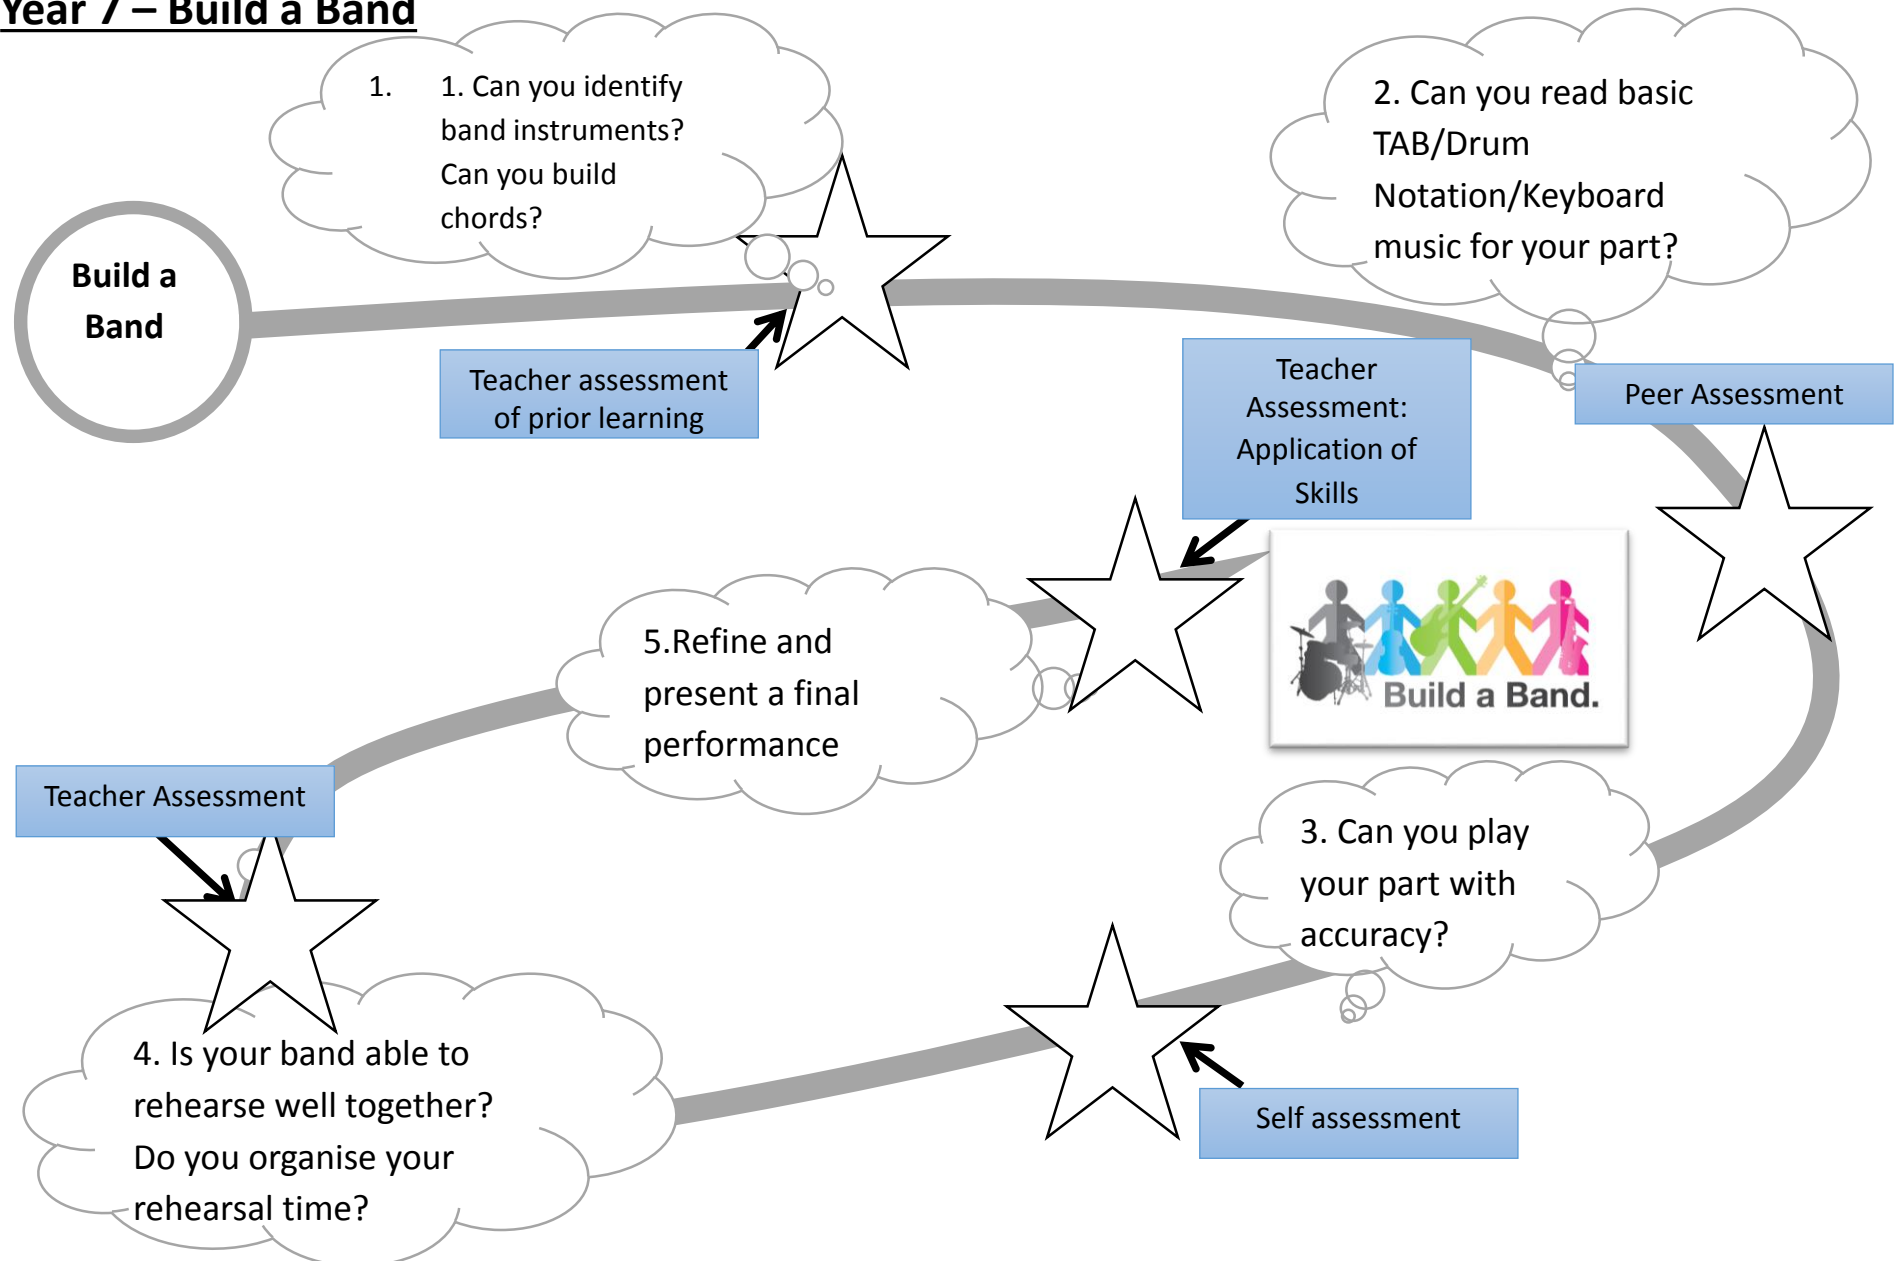 Year 7 – Build a Band
Build a
Band
1. 1. Can you identify
band instruments?
Can you build
chords?
Teacher assessment
of prior learning
2. Can you read basic
TAB/Drum
Notation/Keyboard
music for your part?
Peer Assessment
3. Can you play
your part with
accuracy?
Self assessment
4. Is your band able to
rehearse well together?
Do you organise your
rehearsal time?
Teacher Assessment
5.Refine and
present a final
performance
Teacher
Assessment:
Application of
Skills
Build a Band.